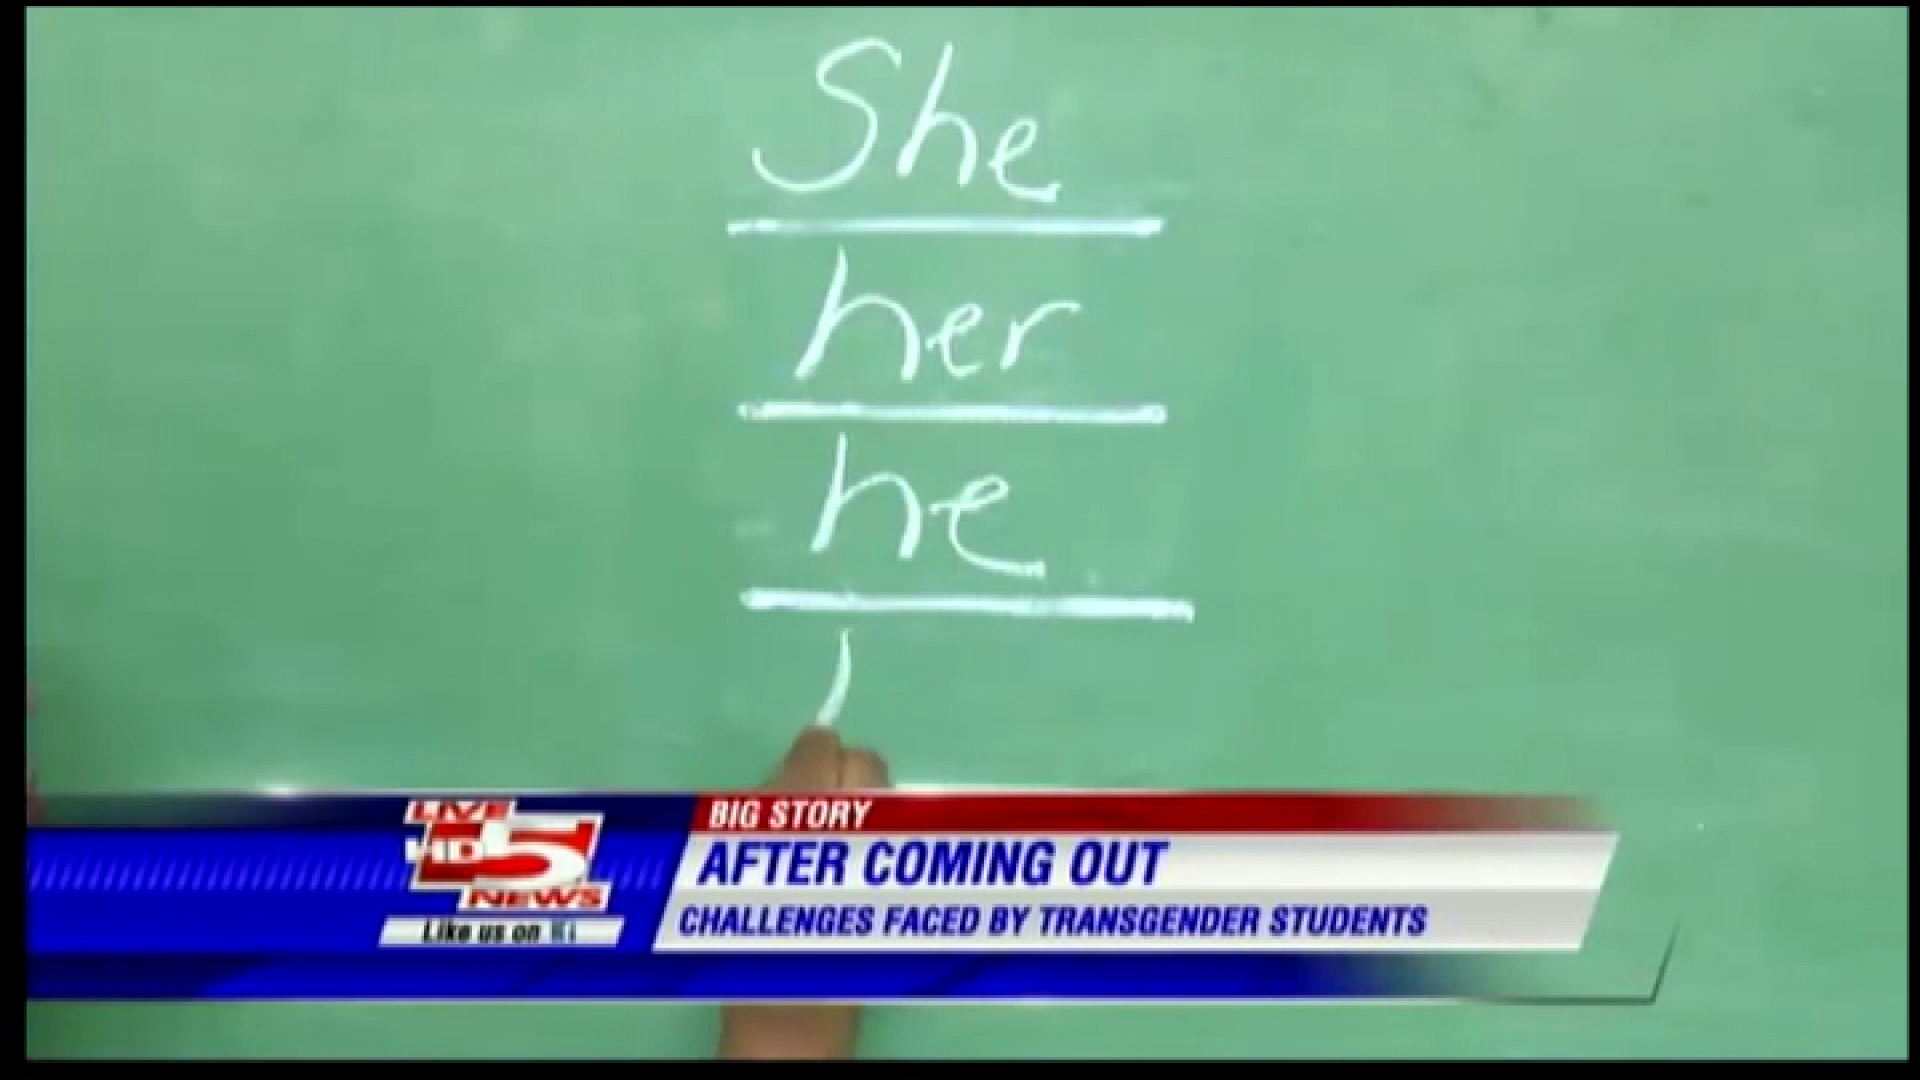 She
her
he
LIVE
HD 5
NEWS
Like us on
BIG STORY
AFTER COMING OUT
CHALLENGES FACED BY TRANSGENDER STUDENTS